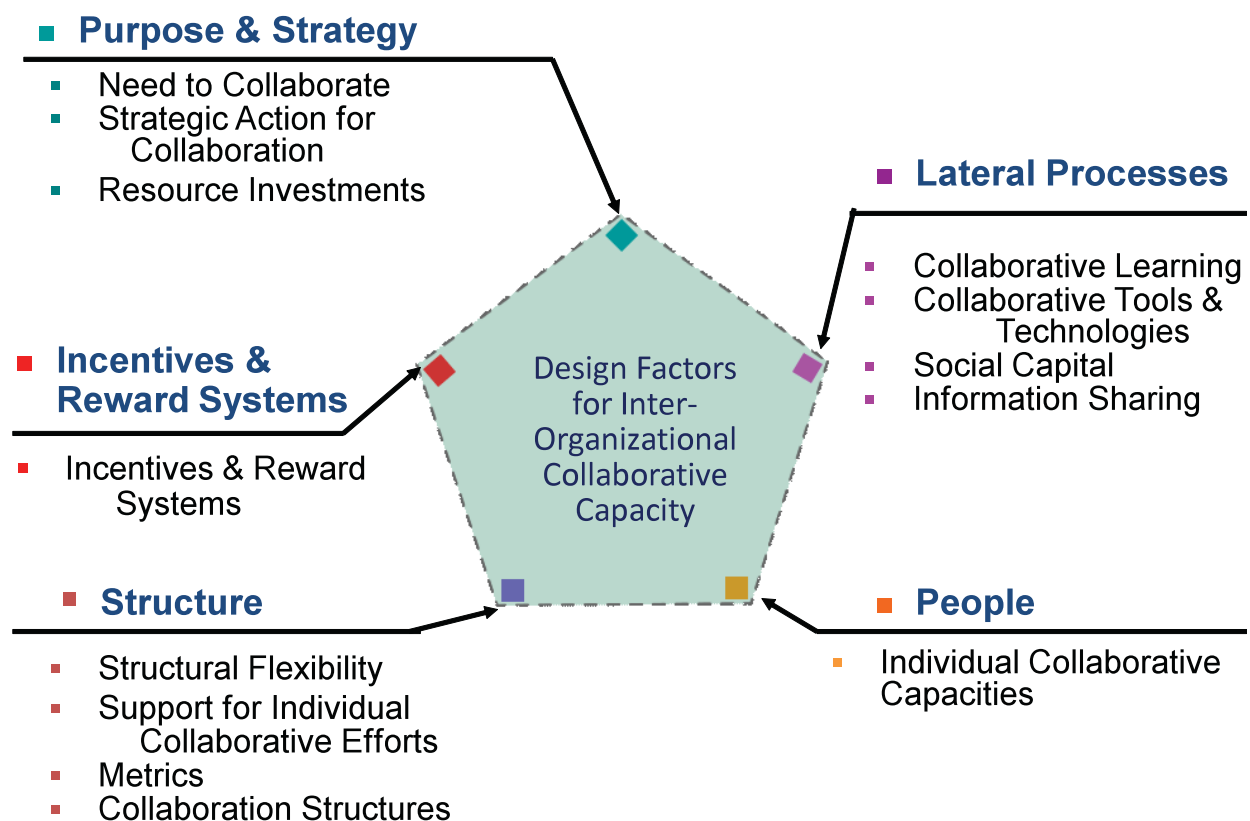 Purpose & Strategy
Need to Collaborate
Strategic Action for
Collaboration
Resource Investments
Lateral Processes
Collaborative Learning
Collaborative Tools &
Technologies
Social Capital
Information Sharing
Incentives &
Reward Systems
Incentives & Reward
Systems
Design Factors
for Inter-
Organizational
Collaborative
Capacity
Structure
Structural Flexibility
Support for Individual
Collaborative Efforts
Metrics
Collaboration Structures
People
Individual Collaborative
Capacities